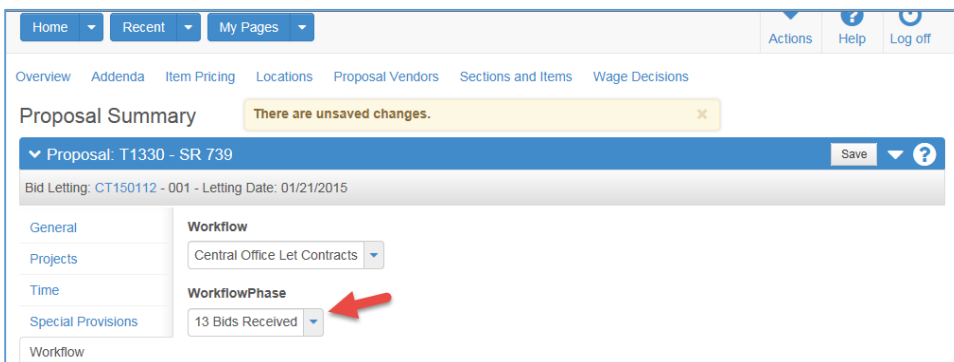 Home Recent My Pages Actions Help Log off
Overview Addenda Item Pricing Locations Proposal Vendors Sections and Items Wage Decisions
Proposal Summary There are unsaved changes. ×
Proposal: T1330 - SR 739 Save ?
Bid Letting: CT150112 - 001 - Letting Date: 01/21/2015
General Workflow
Central Office Let Contracts
Projects
Time WorkflowPhase
Special Provisions 13 Bids Received
Workflow